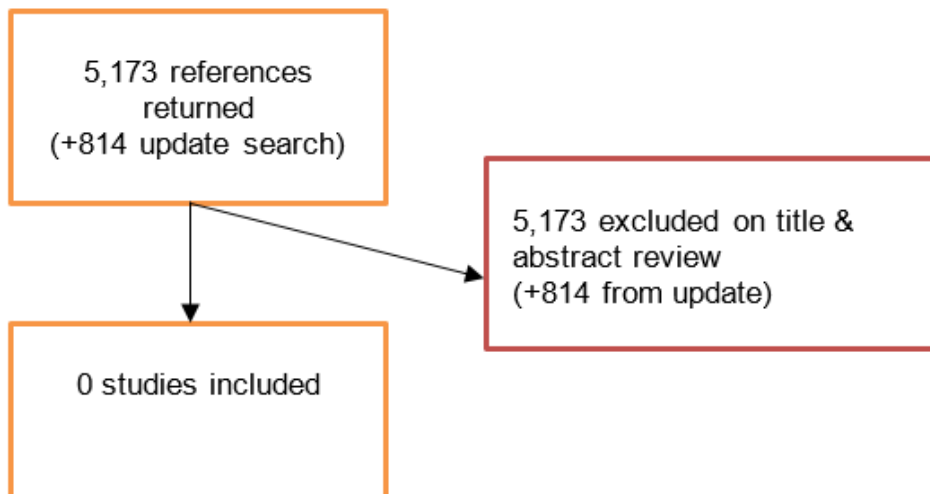 5,173 references
returned
(+814 update search)
5,173 excluded on title &
abstract review
(+814 from update)
0 studies included